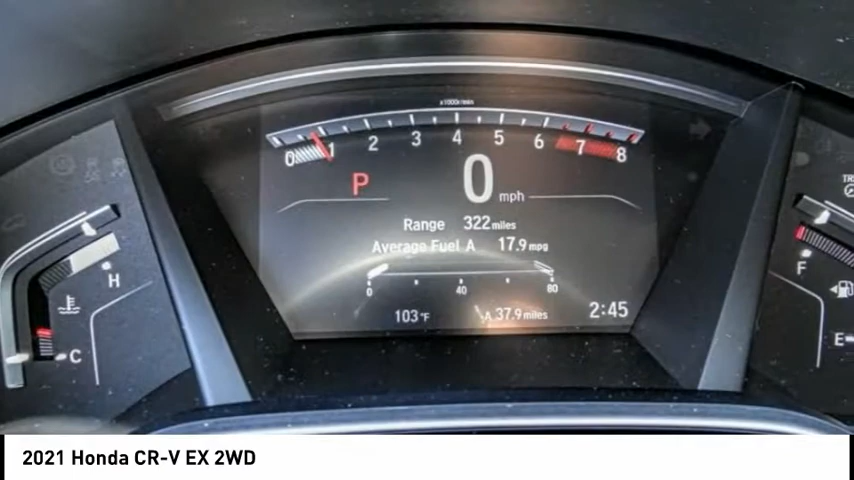 x1000r/min
0 1 2 3 4 5 6 7 8
P 0 mph
Range 322 miles
Average Fuel A 17.9 mpg
0 40 80
103°F A 37.9 miles 2:45
H
C
F
E
2021 Honda CR-V EX 2WD